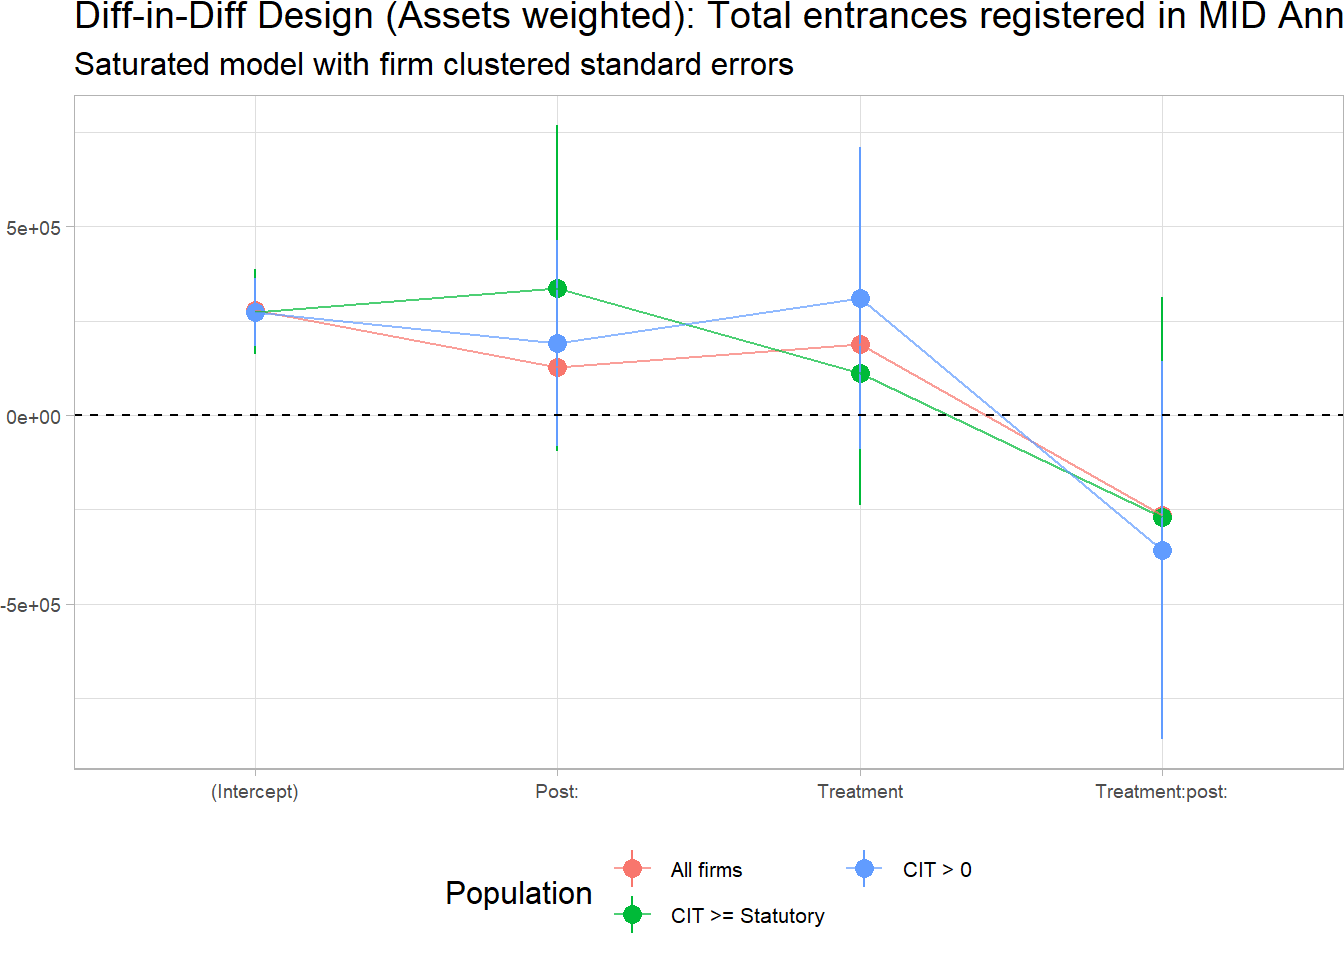 Diff-in-Diff Design (Assets weighted): Total entrances registered in MID Ann
Saturated model with firm clustered standard errors
5e+05
0e+00
-5e+05
(Intercept)
Post:
Treatment
Treatment:post:
Population
All firms
CIT > 0
CIT >= Statutory